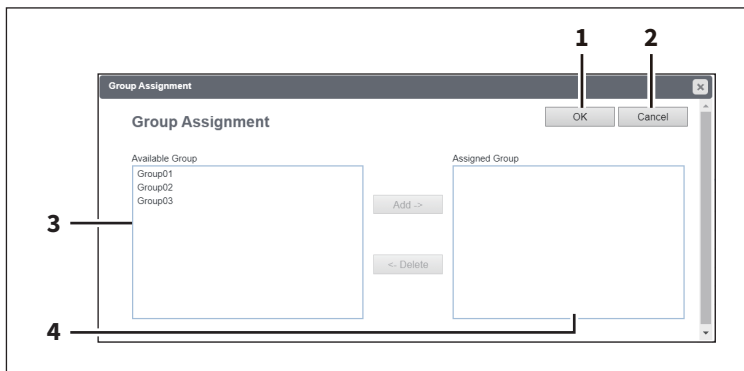 1 2
Group Assignment
Group Assignment
OK Cancel
Available Group Assigned Group
Group01
Group02
Group03
Add ->
3
<- Delete
4